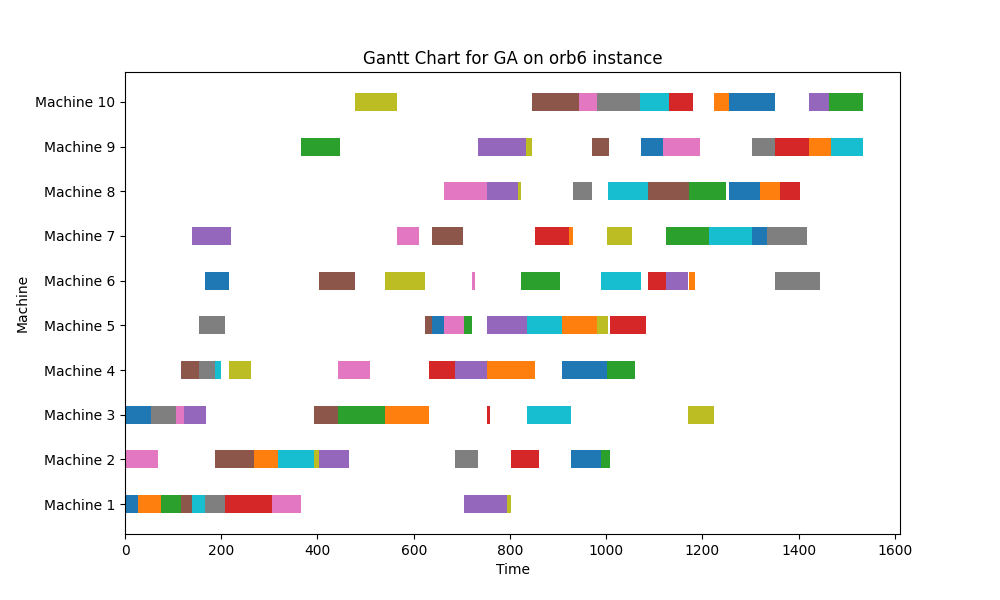 Gantt Chart for GA on orb6 instance
Machine 10
Machine 9
Machine 8
Machine 7
Machine 6
Machine 5
Machine 4
Machine 3
Machine 2
Machine 1
Machine
0 200 400 600 800 1000 1200 1400 1600
Time